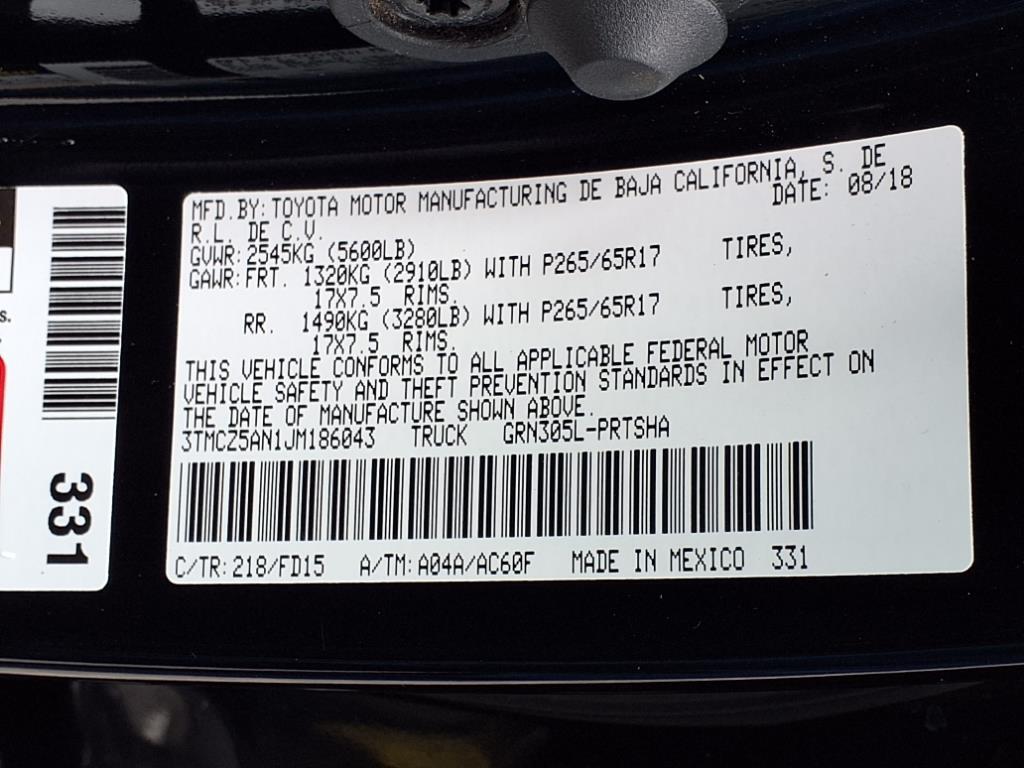 MFD.BY:TOYOTA MOTOR MANUFACTURING DE BAJA CALIFORNIA, S. DE
R.L. DE C.V. DATE: 08/18
GVWR:2545KG (5600LB)
GAWR:FRT. 1320KG (2910LB) WITH P265/65R17 TIRES,
17X7.5 RIMS.
RR. 1490KG (3280LB) WITH P265/65R17 TIRES,
17X7.5 RIMS.
THIS VEHICLE CONFORMS TO ALL APPLICABLE FEDERAL MOTOR
VEHICLE SAFETY AND THEFT PREVENTION STANDARDS IN EFFECT ON
THE DATE OF MANUFACTURE SHOWN ABOVE.
3TMCZ5AN1JM186043 TRUCK GRN305L-PRTSHA
C/TR:218/FD15 A/TM:A04A/AC60F MADE IN MEXICO 331
s.
331